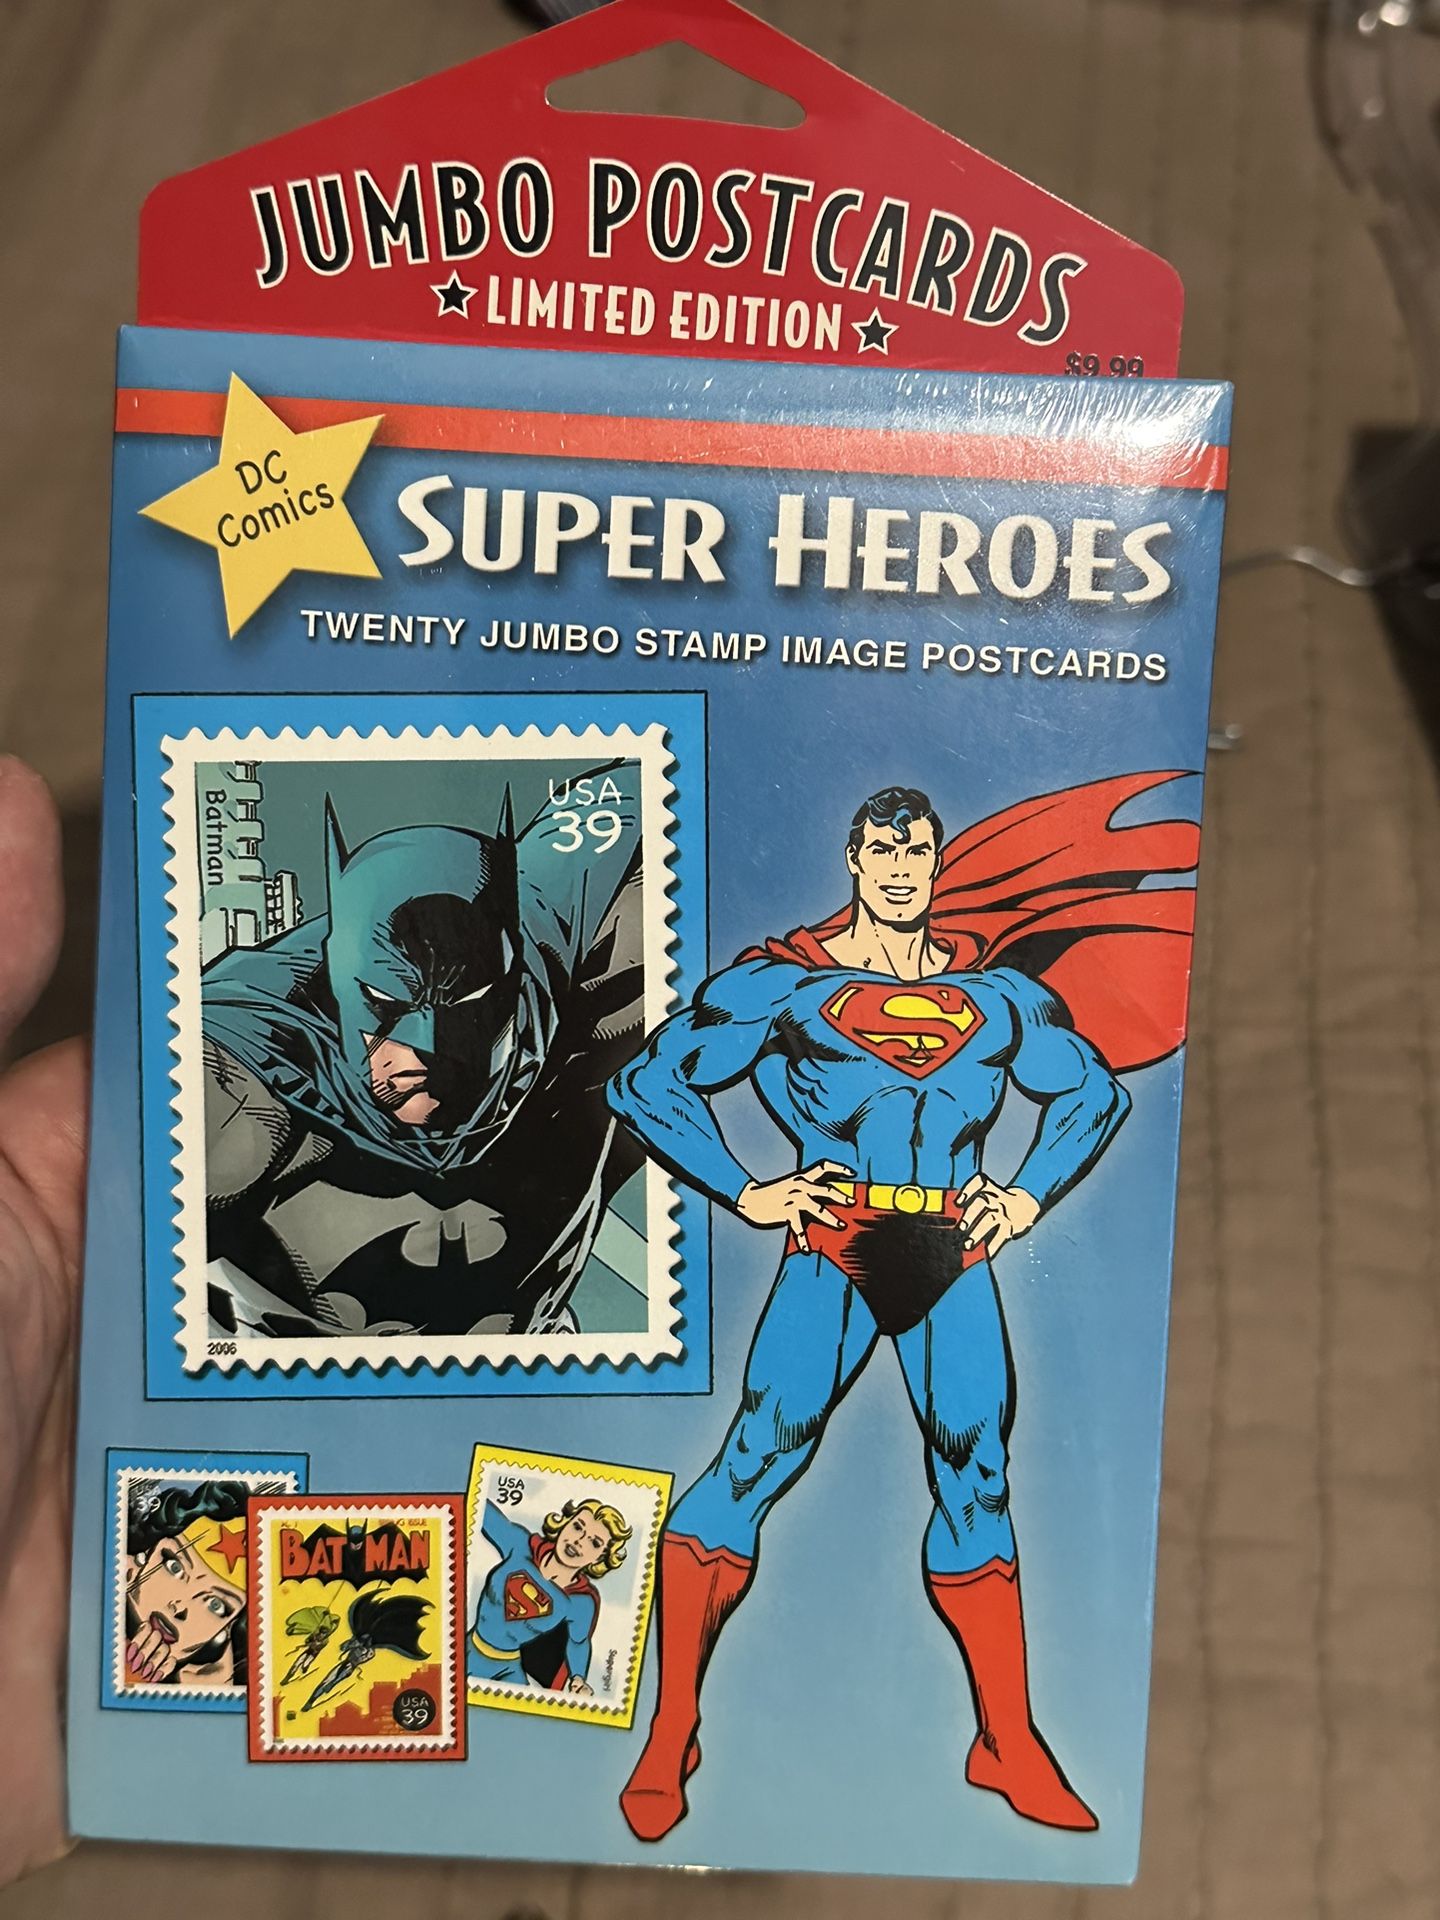 JUMBO POSTCARDS
LIMITED EDITION
$9.99
DC
Comics
SUPER HEROES
TWENTY JUMBO STAMP IMAGE POSTCARDS
USA
39
Batman
2006
USA
39
BATMAN
USA
39
USA
39
Supergirl